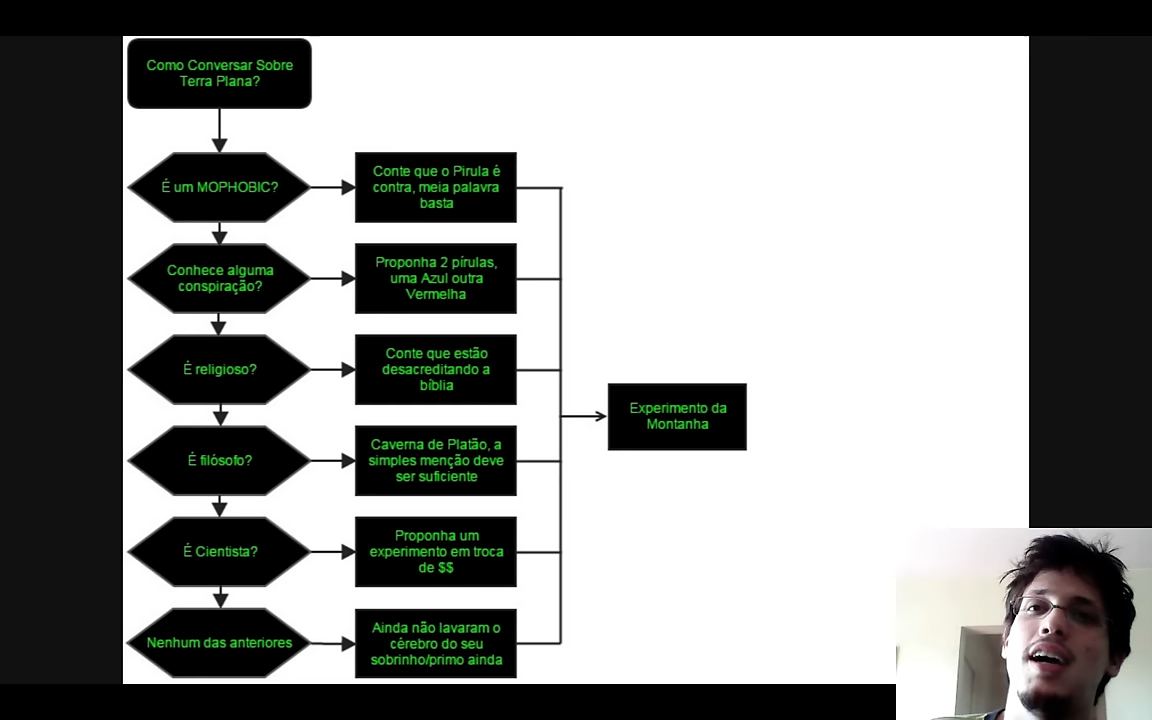 Como Conversar Sobre
Terra Plana?
É um MOPHOBIC?
Conte que o Pirula é
contra, meia palavra
basta
Conhece alguma
conspiração?
Proponha 2 pírulas,
uma Azul outra
Vermelha
É religioso?
Conte que estão
desacreditando a
bíblia
É filósofo?
Caverna de Platão, a
simples menção deve
ser suficiente
É Cientista?
Proponha um
experimento em troca
de $$
Nenhum das anteriores
Ainda não lavaram o
cérebro do seu
sobrinho/primo ainda
Experimento da
Montanha